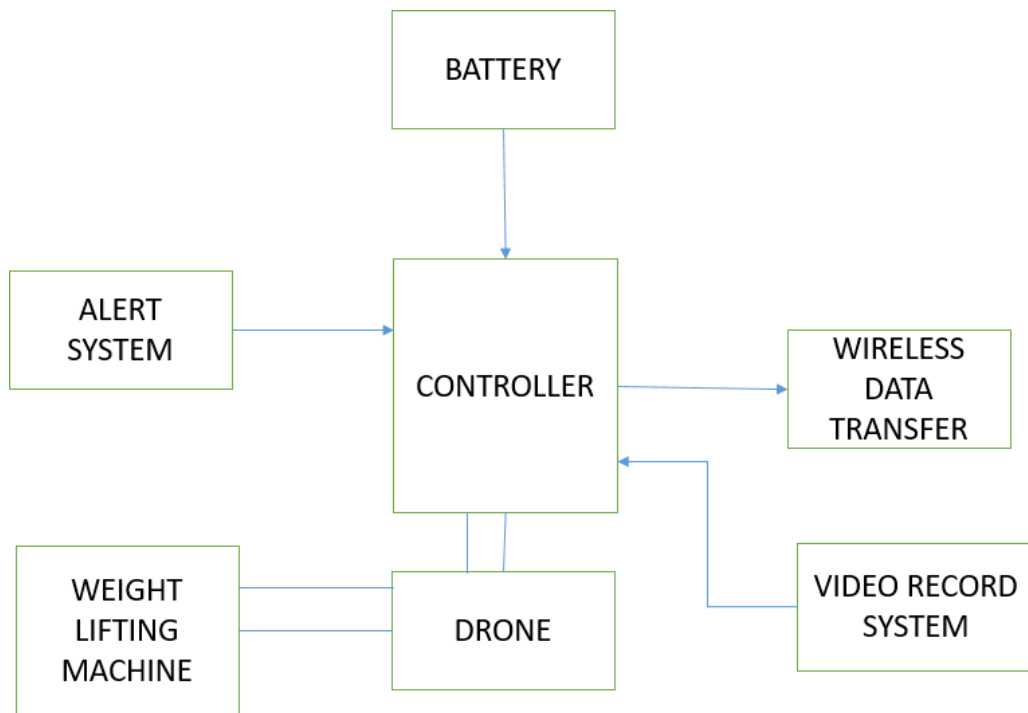 BATTERY
ALERT
SYSTEM
CONTROLLER
WIRELESS
DATA
TRANSFER
WEIGHT
LIFTING
MACHINE
DRONE
VIDEO RECORD
SYSTEM